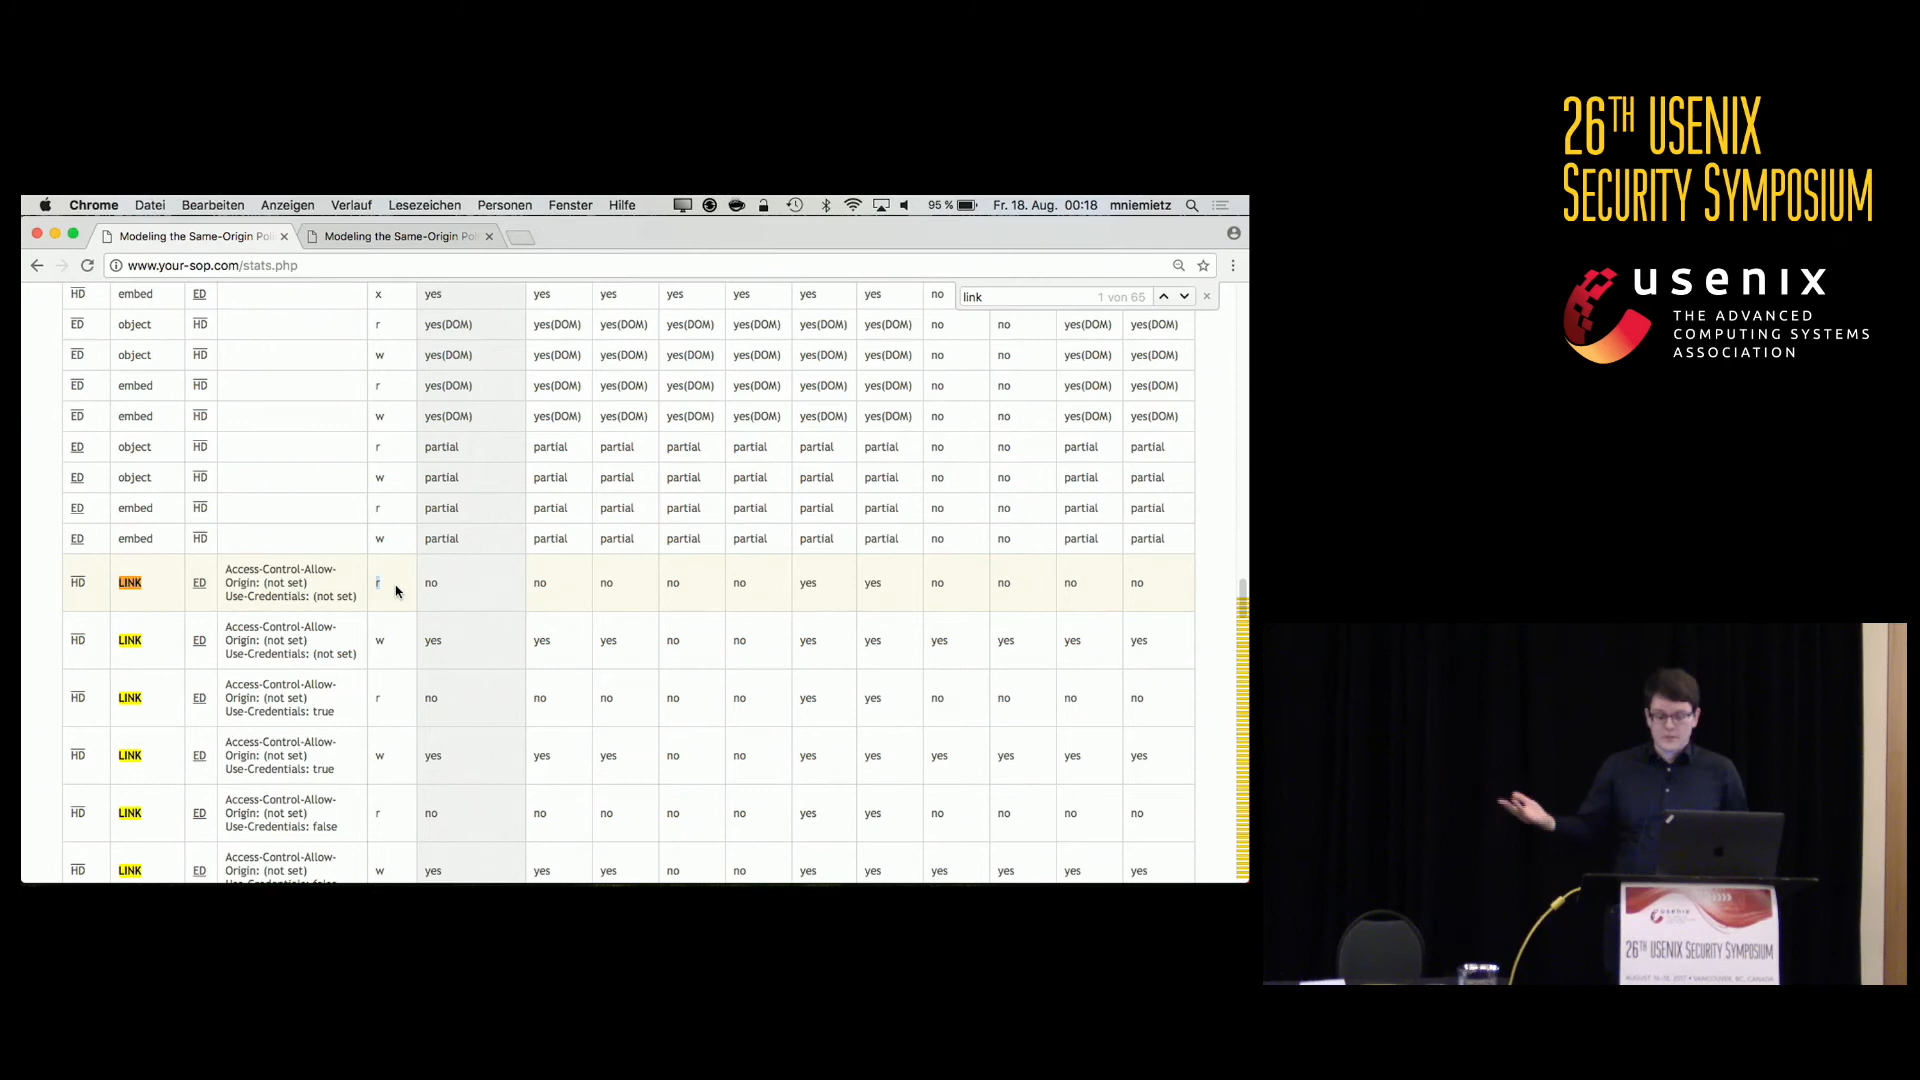 26TH USENIX
SECURITY SYMPOSIUM
usenix
THE ADVANCED
COMPUTING SYSTEMS
ASSOCIATION
Chrome Datei Bearbeiten Anzeigen Verlauf Lesezeichen Personen Fenster Hilfe 95 % Fr. 18. Aug. 00:18 mniemietz
Modeling the Same-Origin Poli Modeling the Same-Origin Pol
www.your-sop.com/stats.php
link 1 von 65
HD embed ED x yes yes yes yes yes yes yes no
ED object HD r yes(DOM) yes(DOM) yes(DOM) yes(DOM) yes(DOM) yes(DOM) yes(DOM) no no yes(DOM) yes(DOM)
ED object HD w yes(DOM) yes(DOM) yes(DOM) yes(DOM) yes(DOM) yes(DOM) yes(DOM) no no yes(DOM) yes(DOM)
ED embed HD r yes(DOM) yes(DOM) yes(DOM) yes(DOM) yes(DOM) yes(DOM) yes(DOM) no no yes(DOM) yes(DOM)
ED embed HD w yes(DOM) yes(DOM) yes(DOM) yes(DOM) yes(DOM) yes(DOM) yes(DOM) no no yes(DOM) yes(DOM)
ED object HD r partial partial partial partial partial partial partial no no partial partial
ED object HD w partial partial partial partial partial partial partial no no partial partial
ED embed HD r partial partial partial partial partial partial partial no no partial partial
ED embed HD w partial partial partial partial partial partial partial no no partial partial
Access-Control-Allow-
HD LINK ED Origin: (not set) r no no no no no yes yes no no no no
Use-Credentials: (not set)
Access-Control-Allow-
HD LINK ED Origin: (not set) w yes yes yes no no yes yes yes yes yes yes
Use-Credentials: (not set)
Access-Control-Allow-
HD LINK ED Origin: (not set) r no no no no no yes yes no no no no
Use-Credentials: true
Access-Control-Allow-
HD LINK ED Origin: (not set) w yes yes yes no no yes yes yes yes yes yes
Use-Credentials: true
Access-Control-Allow-
HD LINK ED Origin: (not set) r no no no no no yes yes no no no no
Use-Credentials: false
Access-Control-Allow-
HD LINK ED Origin: (not set) w yes yes yes no no yes yes yes yes yes yes
Use-Credentials: false
usenix
26TH USENIX SECURITY SYMPOSIUM
AUGUST 16–18, 2017 • VANCOUVER, BC, CANADA